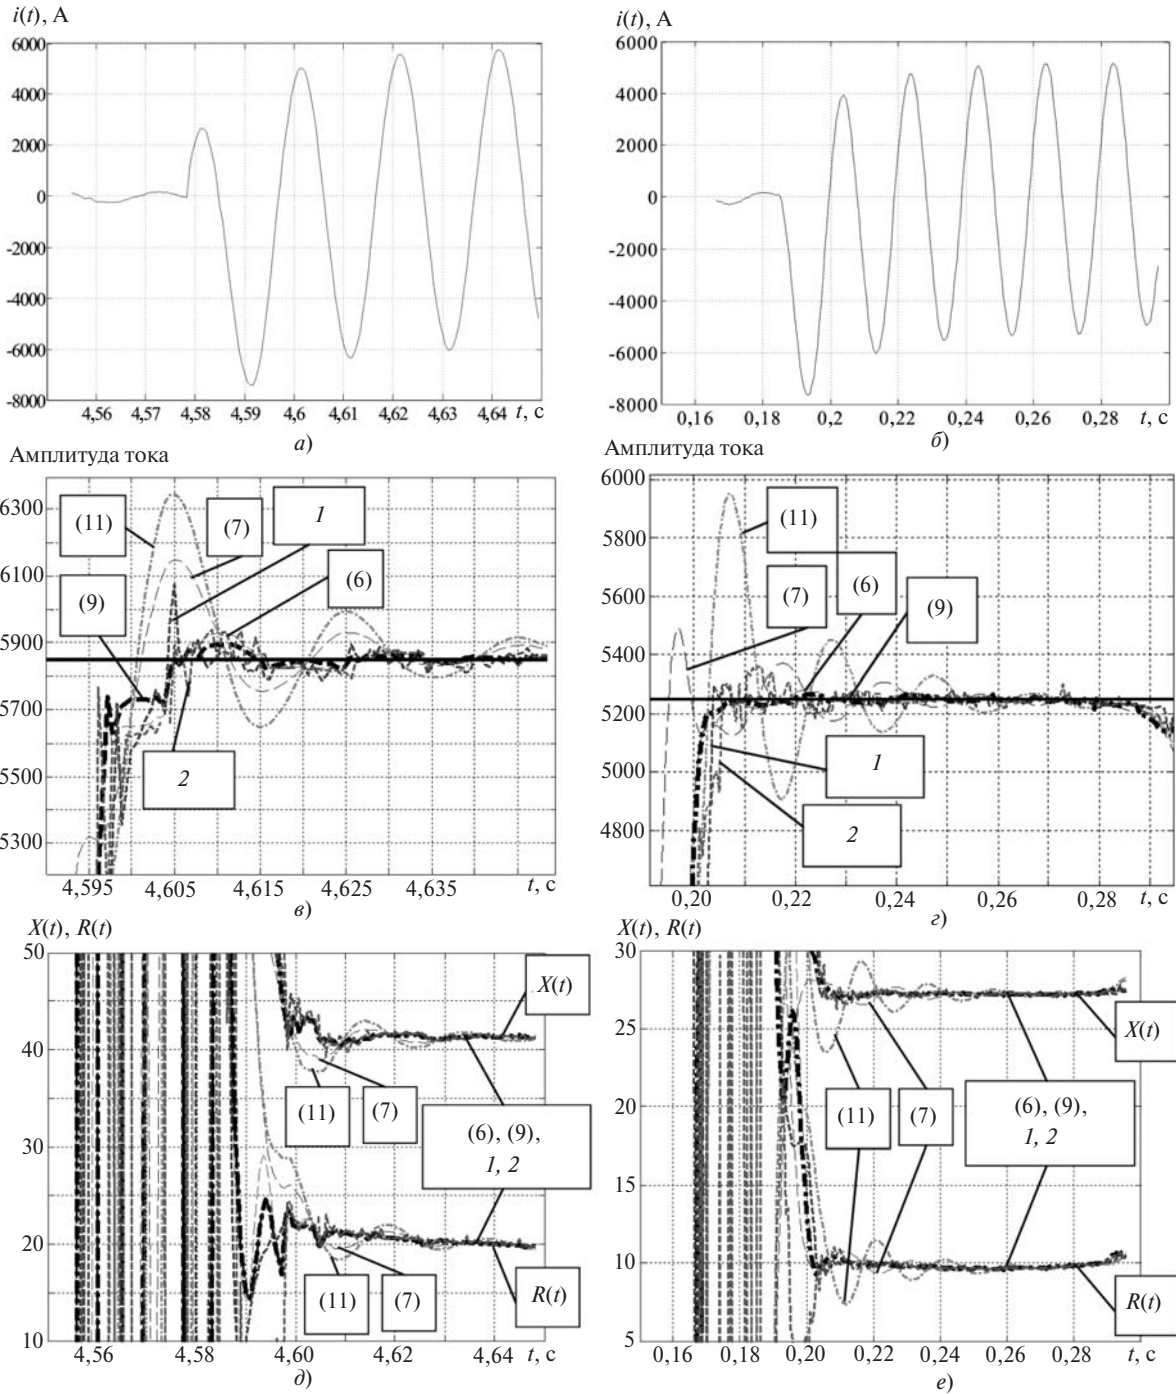 i(t), А
6000
4000
2000
0
-2000
-4000
-6000
-8000
4,56 4,57 4,58 4,59 4,6 4,61 4,62 4,63 4,64 t, с
а)
i(t), А
6000
4000
2000
0
-2000
-4000
-6000
-8000
0,16 0,18 0,2 0,22 0,24 0,26 0,28 t, с
б)
Амплитуда тока
6300
6100
5900
5700
5500
5300
(11)
(7)
1
(6)
(9)
2
4,595 4,605 4,615 4,625 4,635 t, с
в)
Амплитуда тока
6000
5800
5600
5400
5200
5000
4800
(11)
(7)
(6)
(9)
1
2
0,20 0,22 0,24 0,26 0,28 t, с
г)
X(t), R(t)
50
40
30
20
10
X(t)
(11)
(7)
(6), (9),
1, 2
(11)
(7)
R(t)
4,56 4,58 4,60 4,62 4,64 t, с
д)
X(t), R(t)
30
25
20
15
10
5
X(t)
(11)
(7)
(6), (9),
1, 2
R(t)
0,16 0,18 0,20 0,22 0,24 0,26 0,28 t, с
е)